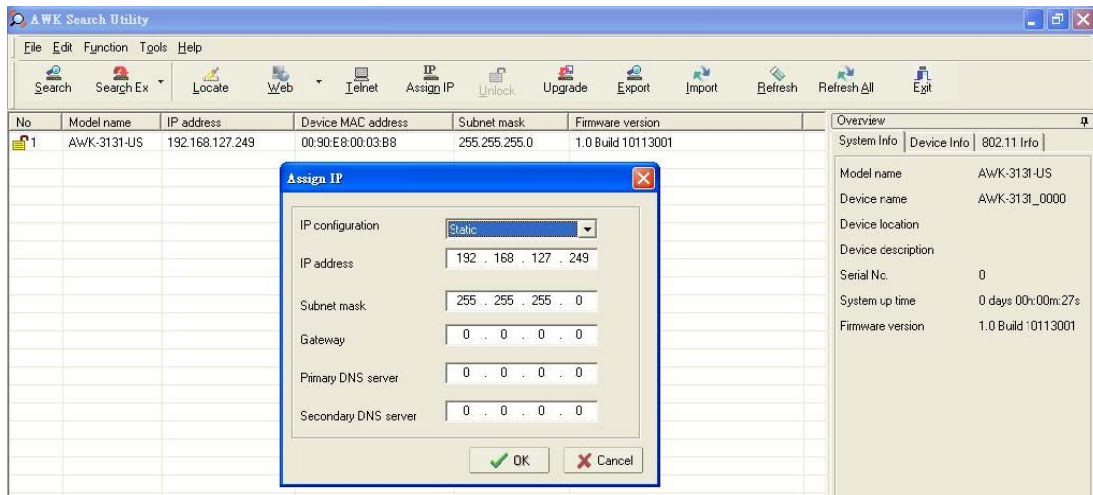 AWK Search Utility
File Edit Function Tools Help
Search Search Ex Locate Web Telnet IP Assign IP Unlock Upgrade Export Import Refresh Refresh All Exit
No Model name IP address Device MAC address Subnet mask Firmware version
1 AWK-3131-US 192.168.127.249 00:90:E8:00:03:B8 255.255.255.0 1.0 Build 10113001
Overview
System Info Device Info 802.11 Info
Model name AWK-3131-US
Device name AWK-3131_0000
Device location
Device description
Serial No. 0
System up time 0 days 00h:00m:27s
Firmware version 1.0 Build 10113001
Assign IP
IP configuration Static
IP address 192 . 168 . 127 . 249
Subnet mask 255 . 255 . 255 . 0
Gateway 0 . 0 . 0 . 0
Primary DNS server 0 . 0 . 0 . 0
Secondary DNS server 0 . 0 . 0 . 0
OK Cancel